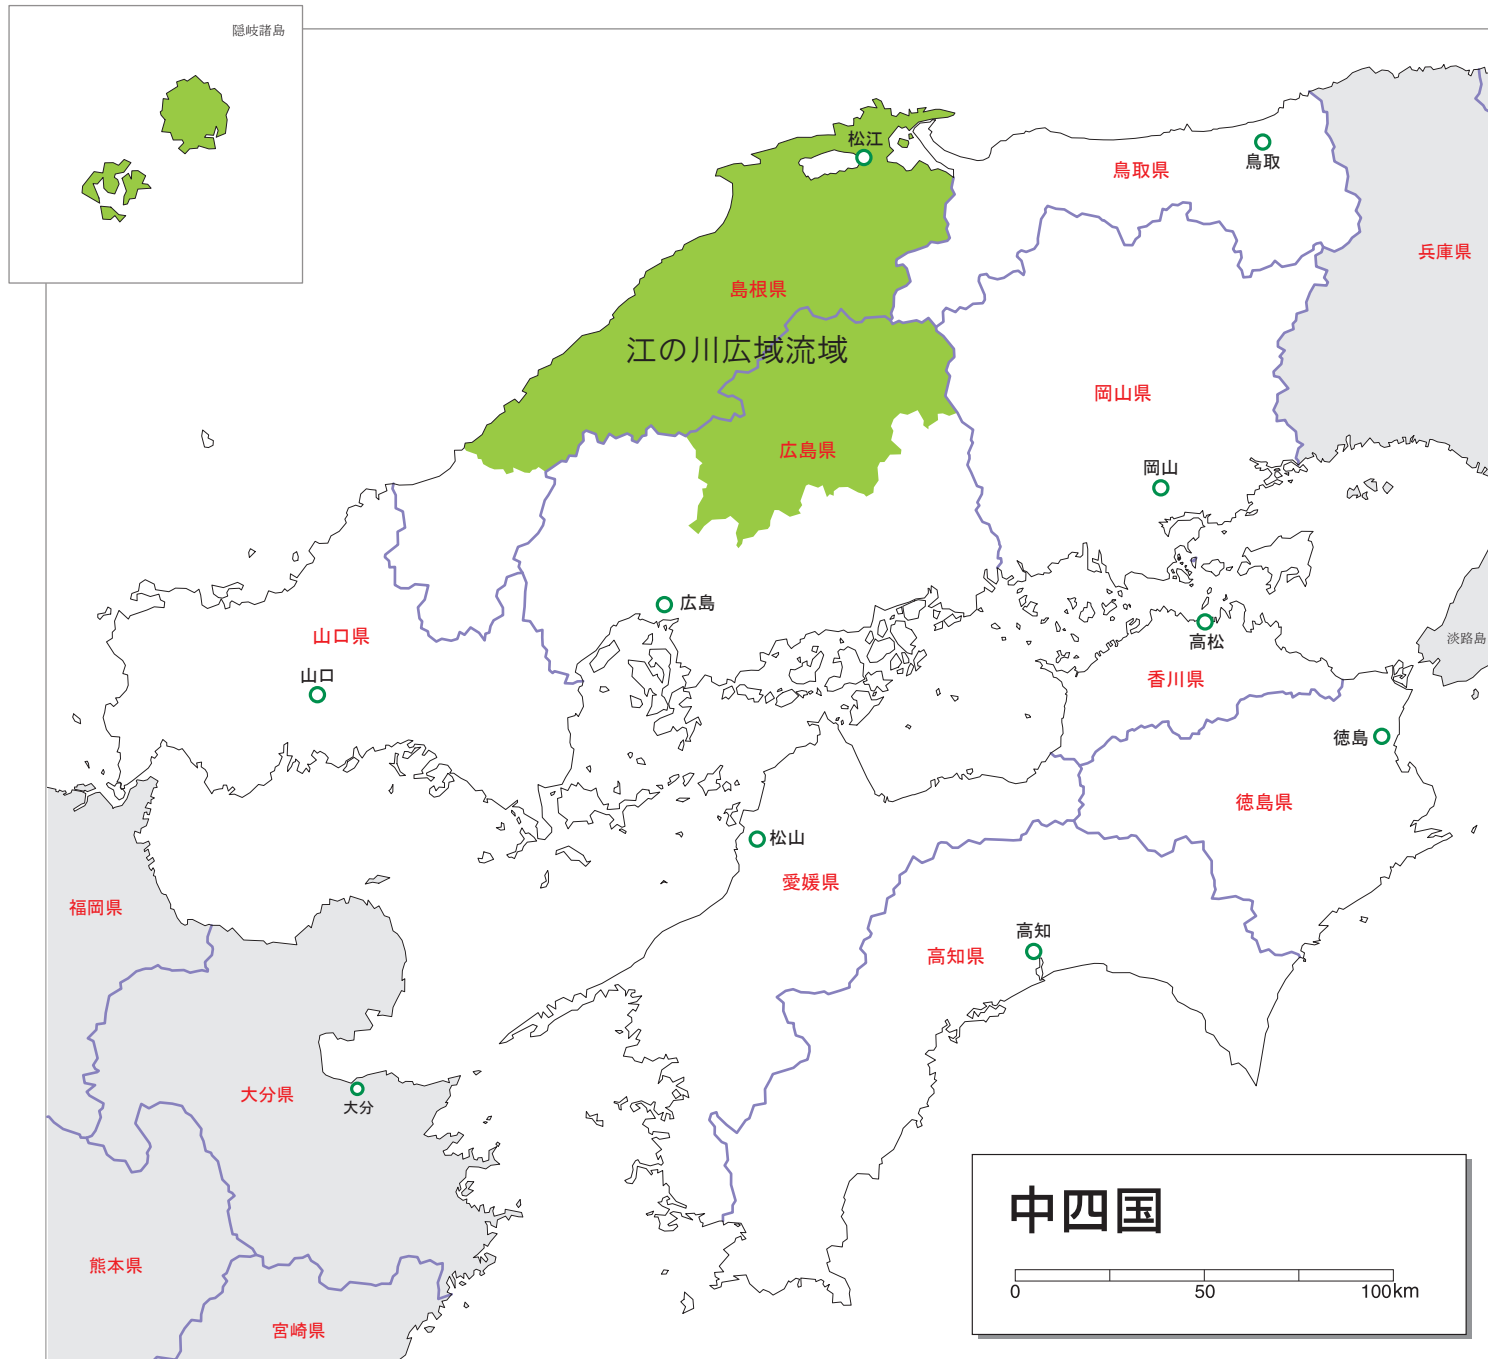 隠岐諸島
松江
鳥取
鳥取県
兵庫県
島根県
江の川広域流域
岡山県
広島県
岡山
広島
山口県
高松
淡路島
山口
香川県
徳島
徳島県
松山
愛媛県
福岡県
高知
高知県
大分県
大分
中四国
熊本県
0 50 100km
宮崎県